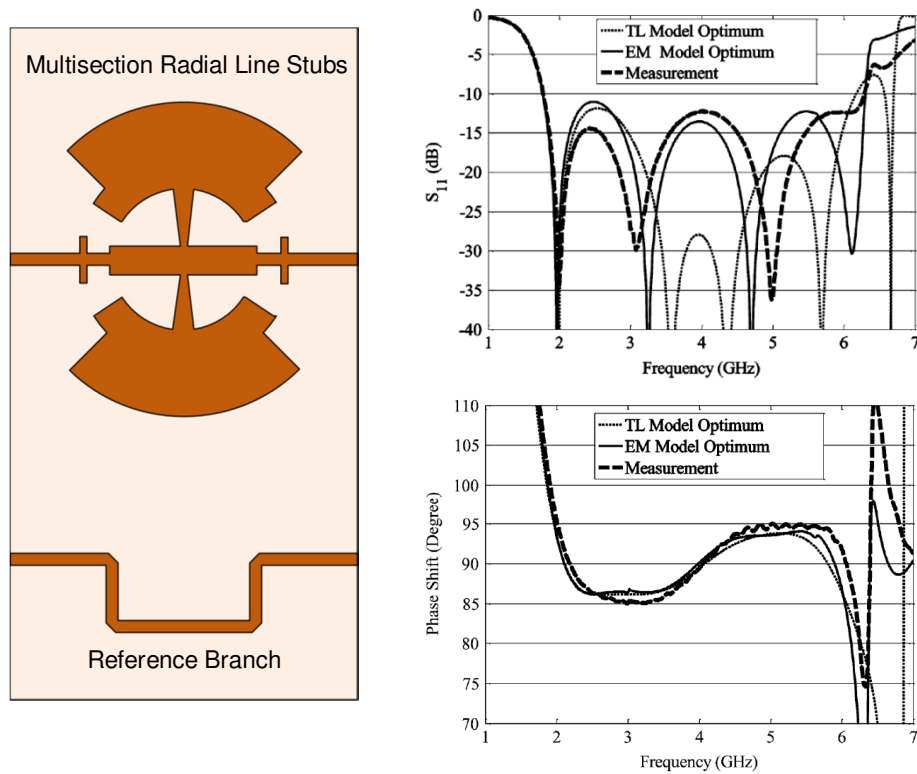 Multisection Radial Line Stubs
Reference Branch
TL Model Optimum
EM Model Optimum
Measurement
0
-5
-10
-15
-20
-25
-30
-35
-40
S11 (dB)
1 2 3 4 5 6 7
Frequency (GHz)
TL Model Optimum
EM Model Optimum
Measurement
110
105
100
95
90
85
80
75
70
Phase Shift (Degree)
1 2 3 4 5 6 7
Frequency (GHz)